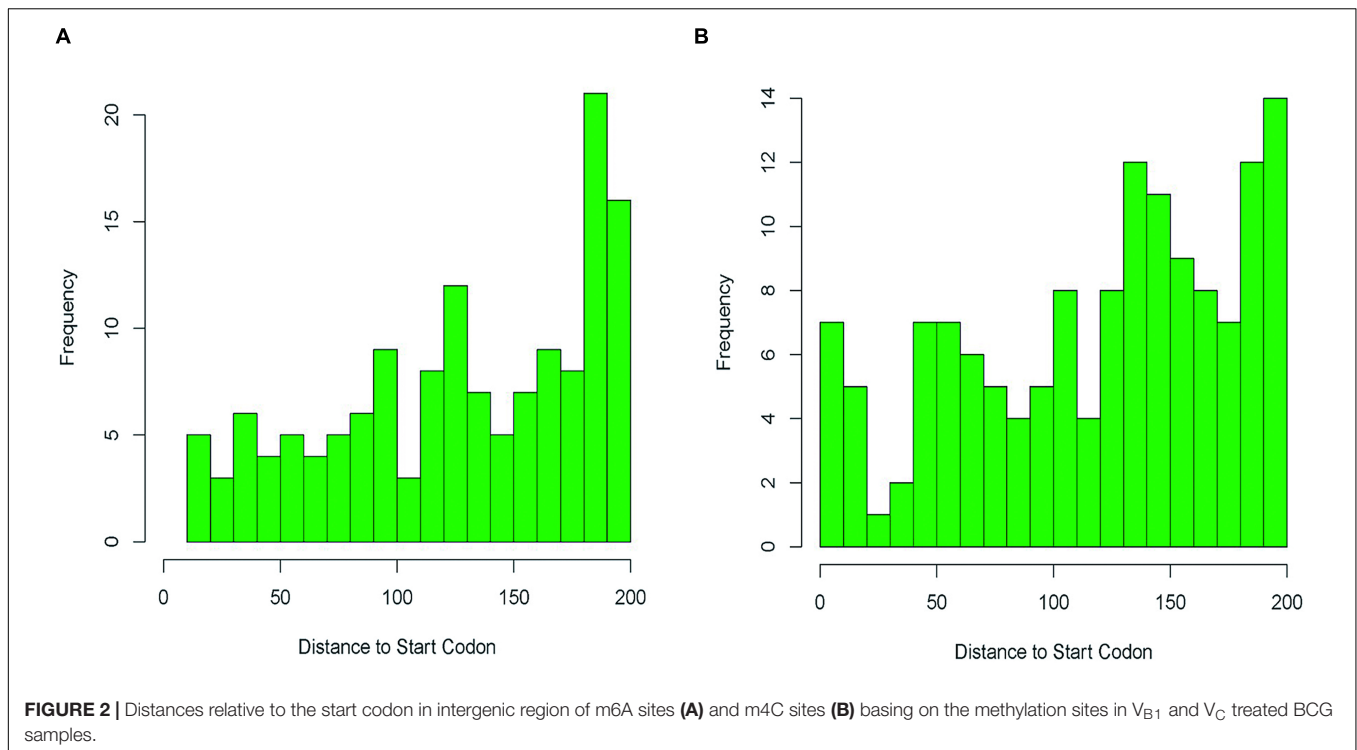 A
Frequency
20
15
10
5
0
0 50 100 150 200
Distance to Start Codon
B
Frequency
14
12
10
8
6
4
2
0
0 50 100 150 200
Distance to Start Codon
FIGURE 2 | Distances relative to the start codon in intergenic region of m6A sites (A) and m4C sites (B) basing on the methylation sites in VB1 and VC treated BCG
samples.